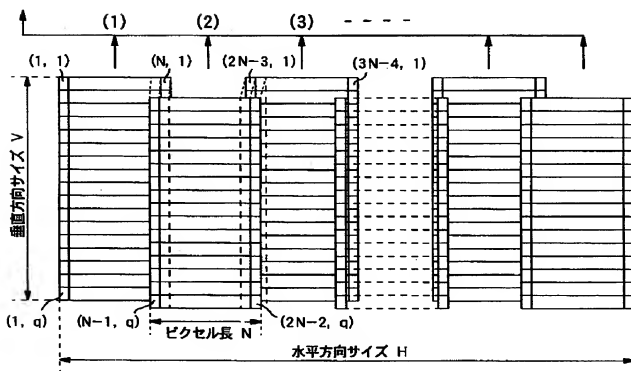 (1)
(2)
(3)
(1, 1)
(N, 1)
(2N−3, 1)
(3N−4, 1)
垂直方向サイズ V
(1, q)
(N−1, q)
(2N−2, q)
ピクセル長 N
水平方向サイズ H